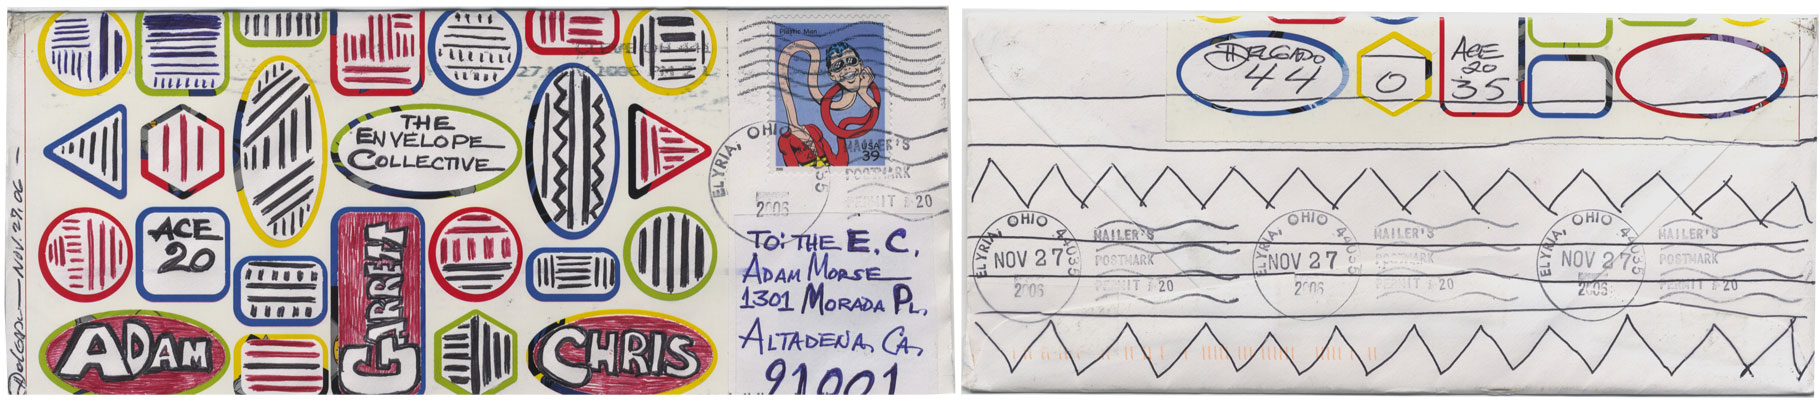 THE
ENVELOPE
COLLECTIVE
ACE
20
ADAM
GARRETT
CHRIS
Plastic Man
USA
39
ELYRIA, OHIO
2006
MAILER'S
POSTMARK
PERMIT #20
TO: THE E. C.
ADAM MORSE
1301 MORADA PL.
ALTADENA, CA,
91001
NOV. 27. 06
DELGADO
44
0
ACE
20
35
ELYRIA, OHIO 44035
NOV 27
2006
MAILER'S
POSTMARK
PERMIT #20
ELYRIA, OHIO 44035
NOV 27
2006
MAILER'S
POSTMARK
PERMIT #20
ELYRIA, OHIO 44035
NOV 27
2006
MAILER'S
POSTMARK
PERMIT #20